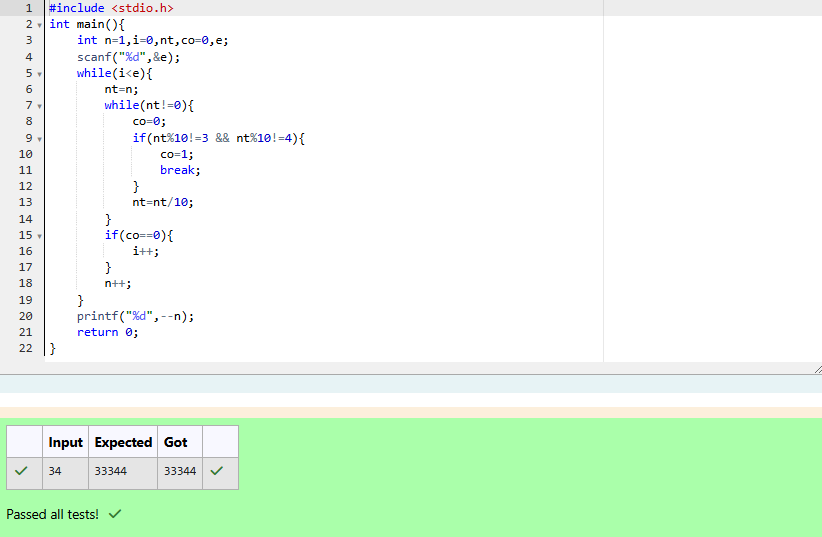 1 #include <stdio.h>
2 int main(){
3     int n=1,i=0,nt,co=0,e;
4     scanf("%d",&e);
5     while(i<e){
6         nt=n;
7         while(nt!=0){
8             co=0;
9             if(nt%10!=3 && nt%10!=4){
10                 co=1;
11                 break;
12             }
13             nt=nt/10;
14         }
15         if(co==0){
16             i++;
17         }
18         n++;
19     }
20     printf("%d",--n);
21     return 0;
22 }
Input Expected Got
34 33344 33344
Passed all tests!